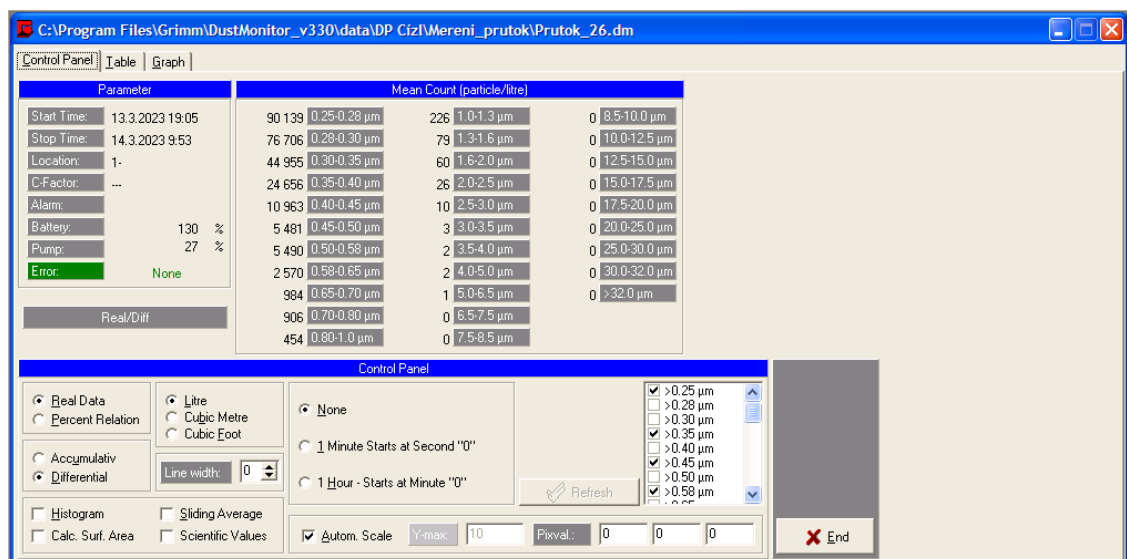 C:\Program Files\Grimm\DustMonitor_v330\data\DP Cízl\Mereni_prutok\Prutok_26.dm
Control Panel Table Graph
Parameter
Start Time: 13.3.2023 19:05
Stop Time: 14.3.2023 9:53
Location: 1-
C-Factor: ---
Alarm:
Battery: 130 %
Pump: 27 %
Error: None
Real/Diff
Mean Count (particle/litre)
90 139 0.25-0.28 µm 226 1.0-1.3 µm 0 8.5-10.0 µm
76 706 0.28-0.30 µm 79 1.3-1.6 µm 0 10.0-12.5 µm
44 955 0.30-0.35 µm 60 1.6-2.0 µm 0 12.5-15.0 µm
24 656 0.35-0.40 µm 26 2.0-2.5 µm 0 15.0-17.5 µm
10 963 0.40-0.45 µm 10 2.5-3.0 µm 0 17.5-20.0 µm
5 481 0.45-0.50 µm 3 3.0-3.5 µm 0 20.0-25.0 µm
5 490 0.50-0.58 µm 2 3.5-4.0 µm 0 25.0-30.0 µm
2 570 0.58-0.65 µm 2 4.0-5.0 µm 0 30.0-32.0 µm
984 0.65-0.70 µm 1 5.0-6.5 µm 0 >32.0 µm
906 0.70-0.80 µm 0 6.5-7.5 µm
454 0.80-1.0 µm 0 7.5-8.5 µm
Control Panel
Real Data
Percent Relation
Accumulativ
Differential
Histogram
Calc. Surf. Area
Litre
Cubic Metre
Cubic Foot
Line width: 0
Sliding Average
Scientific Values
None
1 Minute Starts at Second "0"
1 Hour - Starts at Minute "0"
Refresh
>0.25 µm
>0.28 µm
>0.30 µm
>0.35 µm
>0.40 µm
>0.45 µm
>0.50 µm
>0.58 µm
Autom. Scale Y-max: 10 Pixval.: 0 0 0
End